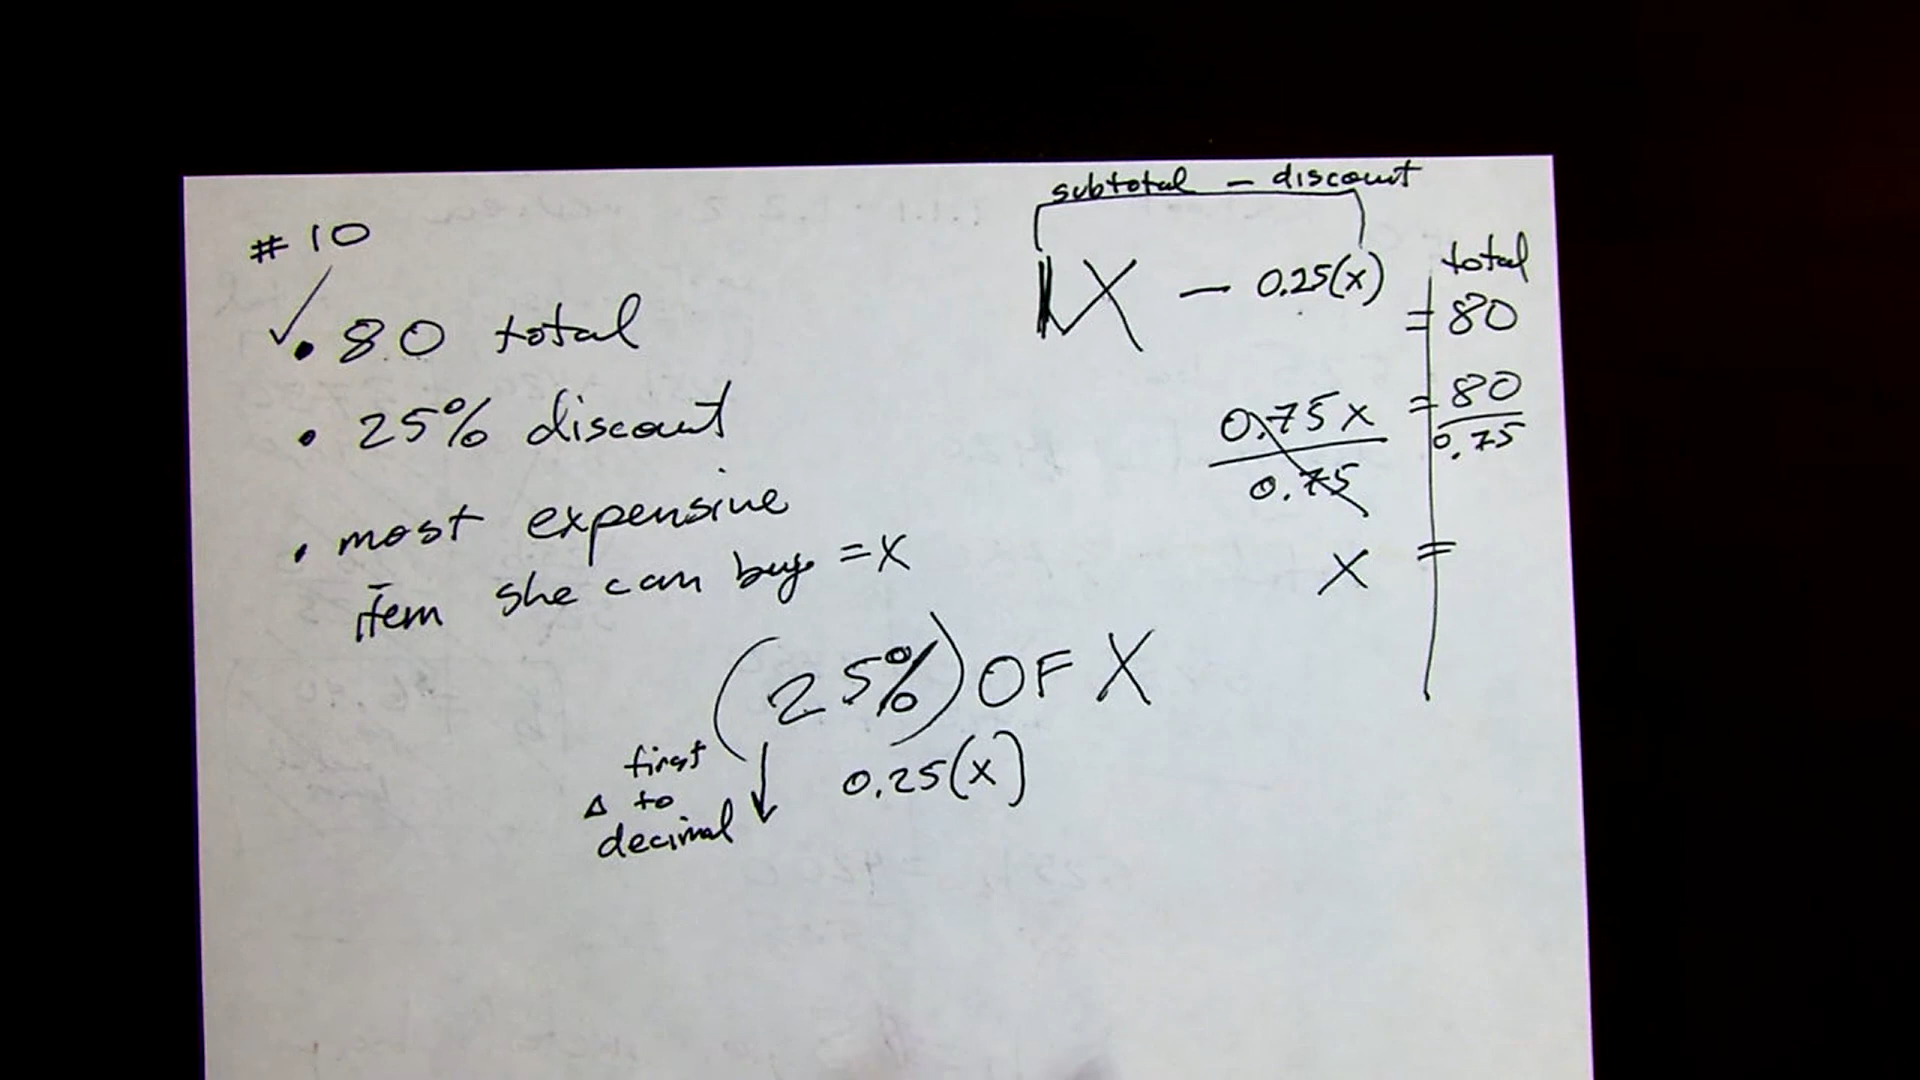 # 10
80 total
25% discount
most expensive
item she can buy = X
(25%) OF X
first
Δ to
decimal
0.25(x)
subtotal - discount
1X - 0.25(x)
total
= 80
0.75x = 80
0.75 0.75
X =